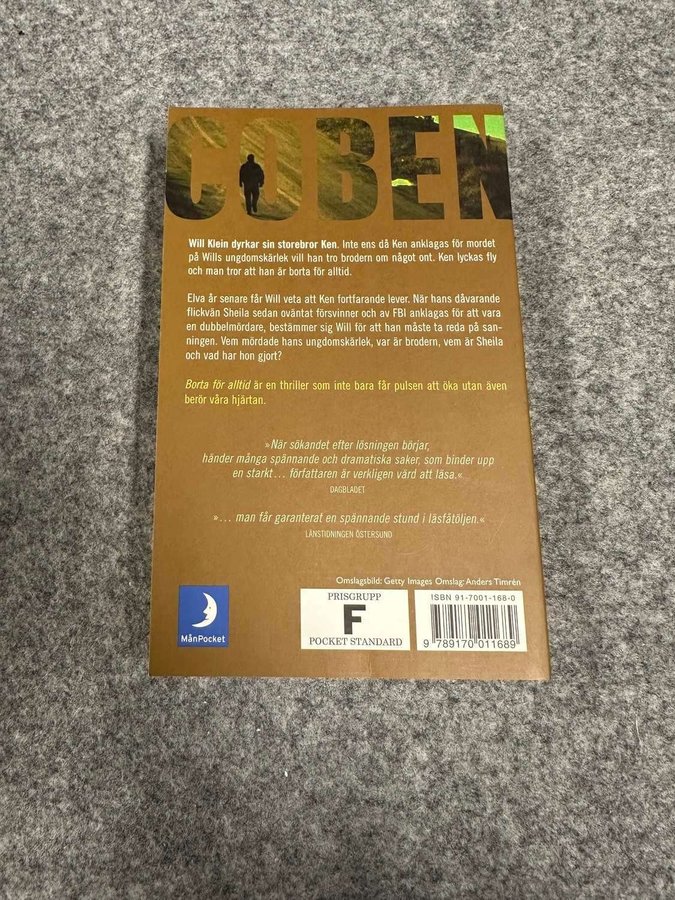 COBEN
Will Klein dyrkar sin storebror Ken. Inte ens då Ken anklagas för mordet
på Wills ungdomskärlek vill han tro brodern om något ont. Ken lyckas fly
och man tror att han är borta för alltid.
Elva år senare får Will veta att Ken fortfarande lever. När hans dåvarande
flickvän Sheila sedan oväntat försvinner och av FBI anklagas för att vara
en dubbelmördare, bestämmer sig Will för att han måste ta reda på san-
ningen. Vem mördade hans ungdomskärlek, var är brodern, vem är Sheila
och vad har hon gjort?
Borta för alltid är en thriller som inte bara får pulsen att öka utan även
berör våra hjärtan.
»När sökandet efter lösningen börjar,
händer många spännande och dramatiska saker, som binder upp
en starkt... författaren är verkligen värd att läsa.«
DAGBLADET
»... man får garanterat en spännande stund i läsfåtöljen.«
LÄNSTIDNINGEN ÖSTERSUND
Omslagsbild: Getty Images Omslag: Anders Timrén
MånPocket
PRISGRUPP
F
POCKET STANDARD
ISBN 91-7001-168-0
9 789170 011689